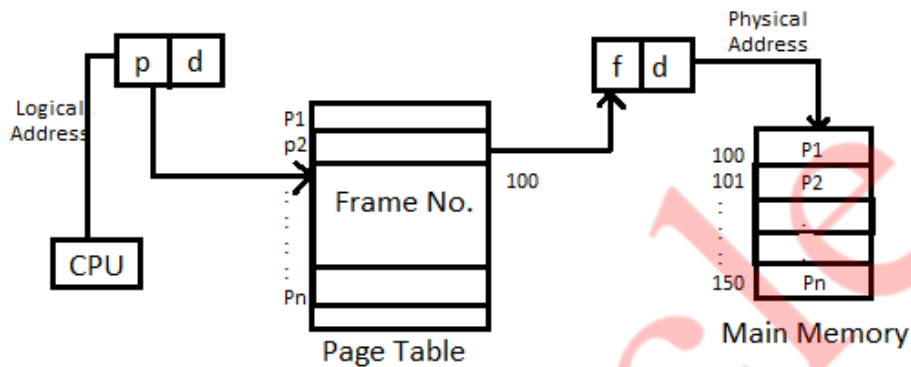 p d
Logical
Address
CPU
P1
p2
:
:
:
:
:
Pn
Frame No.
Page Table
100
f d
Physical
Address
100 P1
101 P2
:
:
:
150 Pn
Main Memory
cle